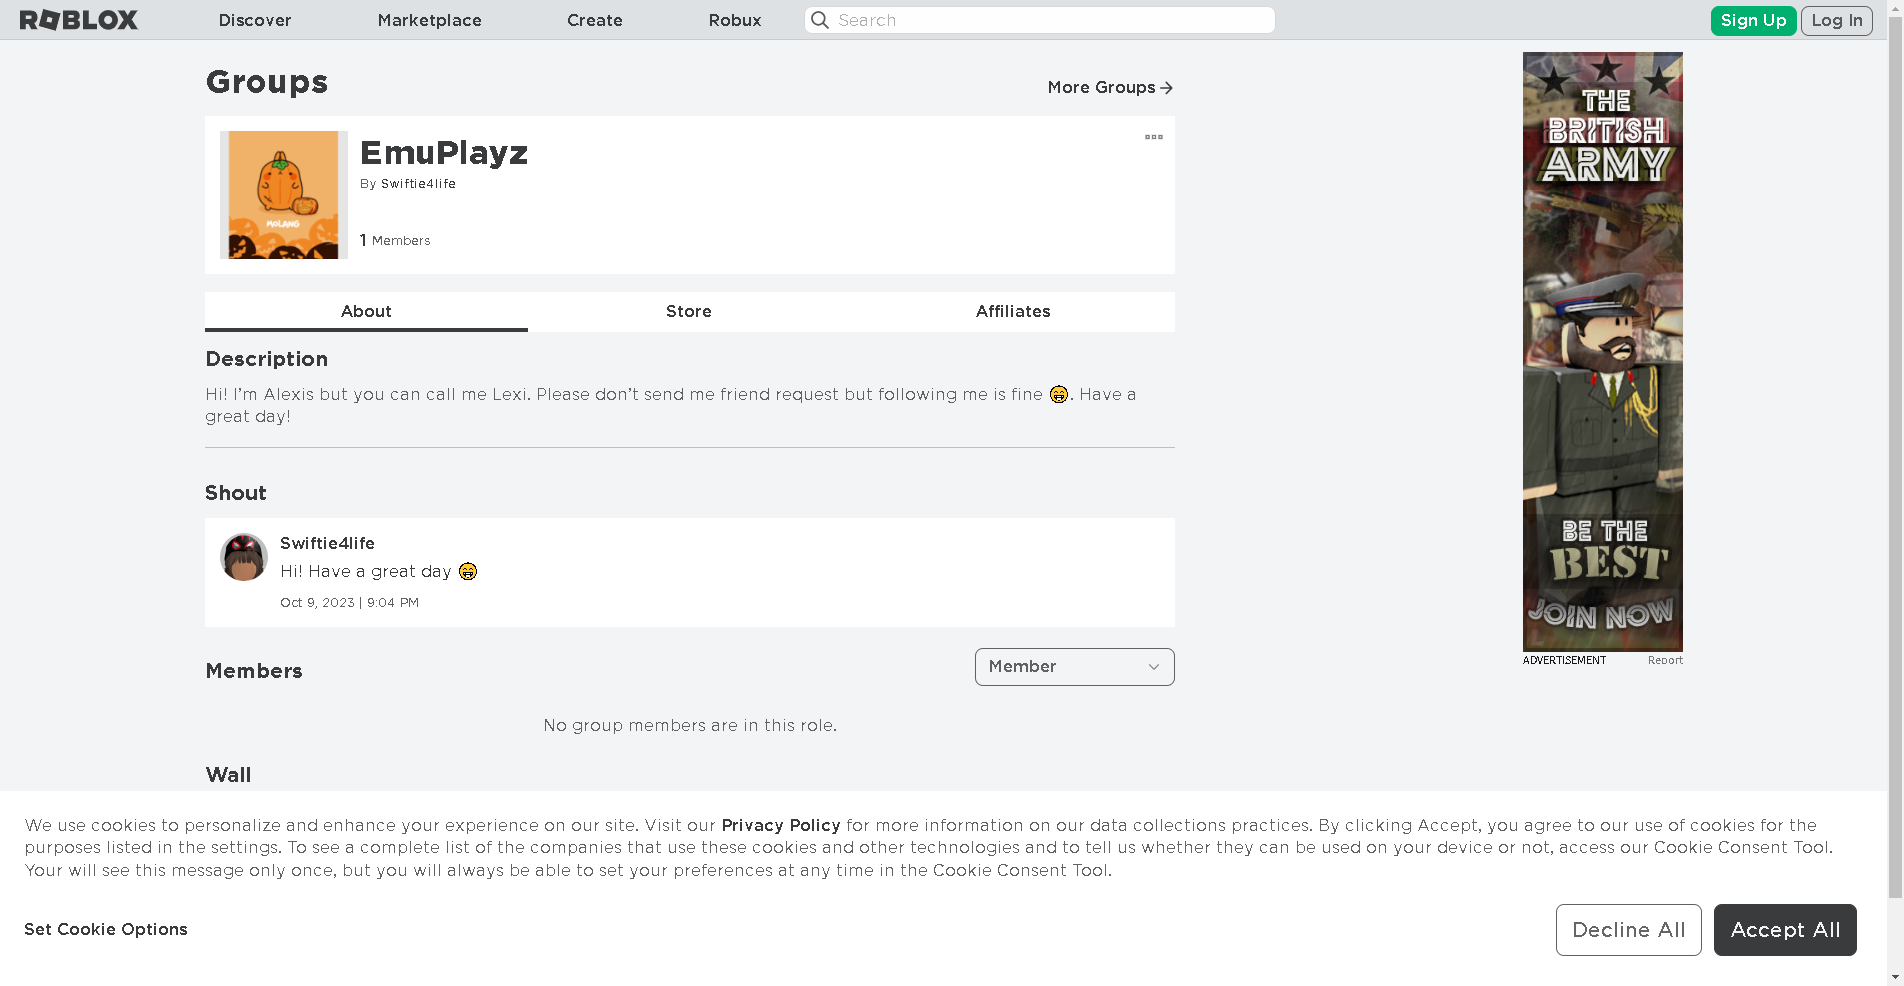 ROBLOX
Discover
Marketplace
Create
Robux
Search
Sign Up
Log In
Groups
More Groups
EmuPlayz
By Swiftie4life
1 Members
MOLANG
About
Store
Affiliates
Description
Hi! I'm Alexis but you can call me Lexi. Please don't send me friend request but following me is fine 😁. Have a
great day!
Shout
Swiftie4life
Hi! Have a great day 😁
Oct 9, 2023 | 9:04 PM
Members
Member
No group members are in this role.
Wall
THE
BRITISH
ARMY
BE THE
BEST
JOIN NOW
ADVERTISEMENT
Report
We use cookies to personalize and enhance your experience on our site. Visit our Privacy Policy for more information on our data collections practices. By clicking Accept, you agree to our use of cookies for the
purposes listed in the settings. To see a complete list of the companies that use these cookies and other technologies and to tell us whether they can be used on your device or not, access our Cookie Consent Tool.
Your will see this message only once, but you will always be able to set your preferences at any time in the Cookie Consent Tool.
Set Cookie Options
Decline All
Accept All